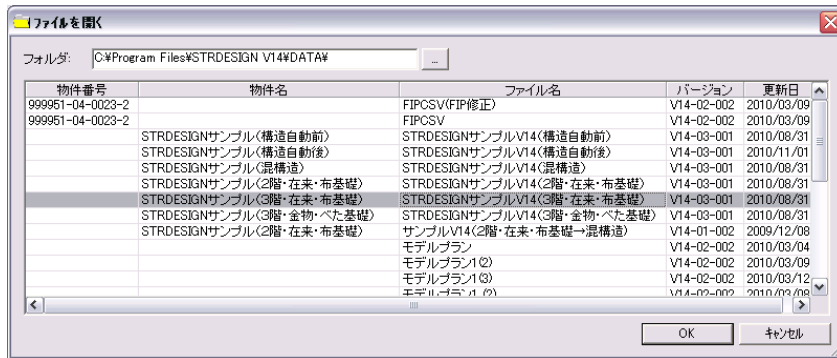 ファイルを開く
フォルダ: C:¥Program Files¥STRDESIGN V14¥DATA¥ ...
物件番号 物件名 ファイル名 バージョン 更新日
999951-04-0023-2 FIPCSV(FIP修正) V14-02-002 2010/03/09
999951-04-0023-2 FIPCSV V14-02-002 2010/03/09
STRDESIGNサンプル(構造自動前) STRDESIGNサンプルV14(構造自動前) V14-03-001 2010/08/31
STRDESIGNサンプル(構造自動後) STRDESIGNサンプルV14(構造自動後) V14-03-001 2010/11/01
STRDESIGNサンプル(混構造) STRDESIGNサンプルV14(混構造) V14-03-001 2010/08/31
STRDESIGNサンプル(2階・在来・布基礎) STRDESIGNサンプルV14(2階・在来・布基礎) V14-03-001 2010/08/31
STRDESIGNサンプル(3階・在来・布基礎) STRDESIGNサンプルV14(3階・在来・布基礎) V14-03-001 2010/08/31
STRDESIGNサンプル(3階・金物・べた基礎) STRDESIGNサンプルV14(3階・金物・べた基礎) V14-03-001 2010/08/31
STRDESIGNサンプル(2階・在来・布基礎) サンプルV14(2階・在来・布基礎→混構造) V14-01-002 2009/12/08
モデルプラン V14-02-002 2010/03/04
モデルプラン1(2) V14-02-002 2010/03/09
モデルプラン1(3) V14-02-002 2010/03/12
モデルプラン1 (2) V14-02-002 2010/03/08
OK キャンセル